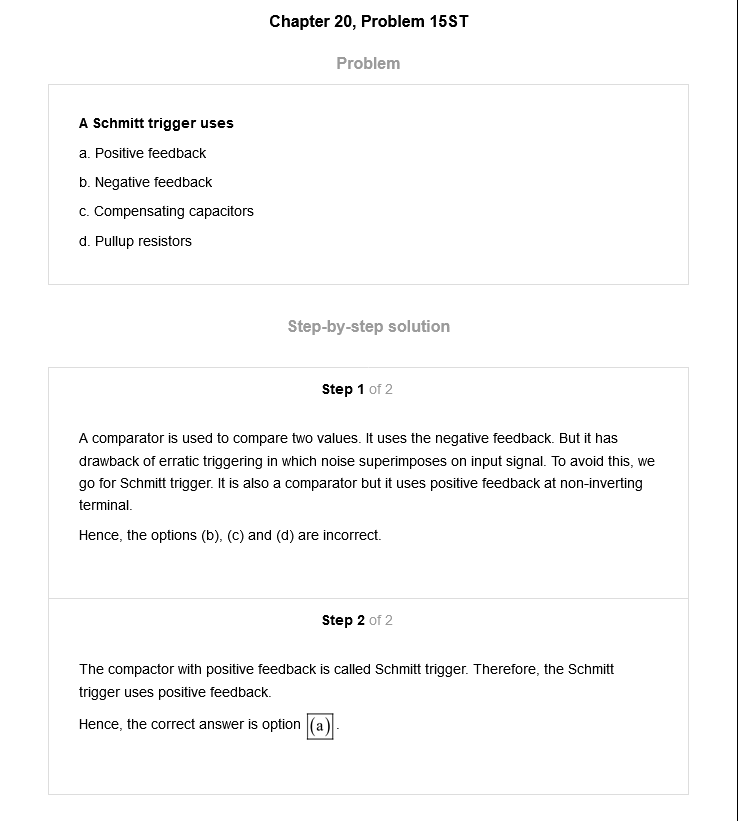 Chapter 20, Problem 15ST
Problem
A Schmitt trigger uses
a. Positive feedback
b. Negative feedback
c. Compensating capacitors
d. Pullup resistors
Step-by-step solution
Step 1 of 2
A comparator is used to compare two values. It uses the negative feedback. But it has
drawback of erratic triggering in which noise superimposes on input signal. To avoid this, we
go for Schmitt trigger. It is also a comparator but it uses positive feedback at non-inverting
terminal.
Hence, the options (b), (c) and (d) are incorrect.
Step 2 of 2
The compactor with positive feedback is called Schmitt trigger. Therefore, the Schmitt
trigger uses positive feedback.
Hence, the correct answer is option (a).